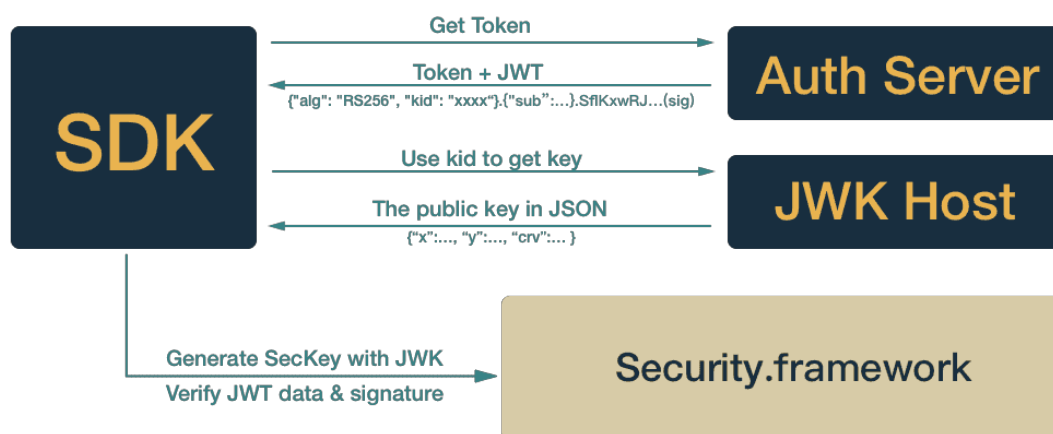 Get Token
SDK
Auth Server
Token + JWT
{"alg": "RS256", "kid": "xxxx"}.{"sub":...}.SflKxwRJ...(sig)
Use kid to get key
JWK Host
The public key in JSON
{“x”:..., “y”:..., “crv”:... }
Generate SecKey with JWK
Verify JWT data & signature
Security.framework